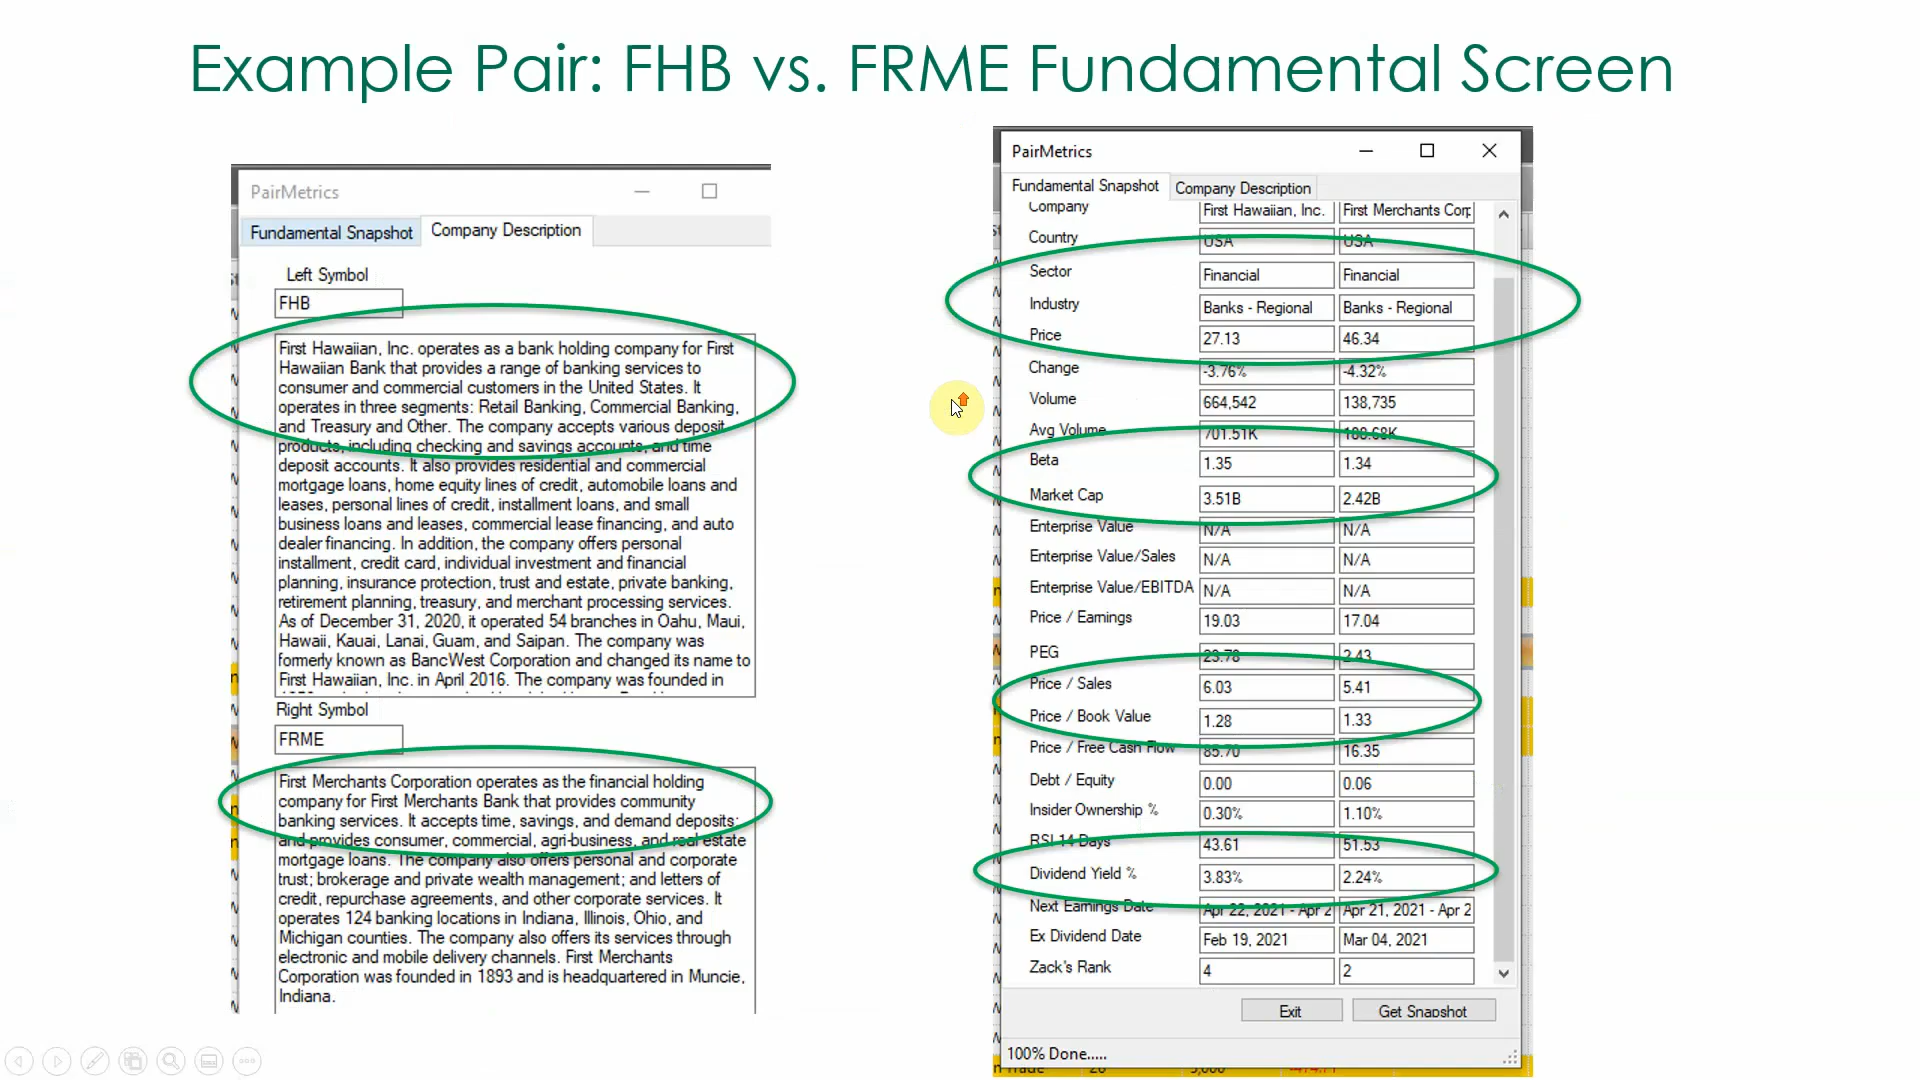 Example Pair: FHB vs. FRME Fundamental Screen
PairMetrics
Fundamental Snapshot
Company Description
Left Symbol
FHB
First Hawaiian, Inc. operates as a bank holding company for First
Hawaiian Bank that provides a range of banking services to
consumer and commercial customers in the United States. It
operates in three segments: Retail Banking, Commercial Banking,
and Treasury and Other. The company accepts various deposit
products, including checking and savings accounts, and time
deposit accounts. It also provides residential and commercial
mortgage loans, home equity lines of credit, automobile loans and
leases, personal lines of credit, installment loans, and small
business loans and leases, commercial lease financing, and auto
dealer financing. In addition, the company offers personal
installment, credit card, individual investment and financial
planning, insurance protection, trust and estate, private banking,
retirement planning, treasury, and merchant processing services.
As of December 31, 2020, it operated 54 branches in Oahu, Maui,
Hawaii, Kauai, Lanai, Guam, and Saipan. The company was
formerly known as BancWest Corporation and changed its name to
First Hawaiian, Inc. in April 2016. The company was founded in
Right Symbol
FRME
First Merchants Corporation operates as the financial holding
company for First Merchants Bank that provides community
banking services. It accepts time, savings, and demand deposits;
and provides consumer, commercial, agri-business, and real estate
mortgage loans. The company also offers personal and corporate
trust; brokerage and private wealth management; and letters of
credit, repurchase agreements, and other corporate services. It
operates 124 banking locations in Indiana, Illinois, Ohio, and
Michigan counties. The company also offers its services through
electronic and mobile delivery channels. First Merchants
Corporation was founded in 1893 and is headquartered in Muncie,
Indiana.
PairMetrics
Fundamental Snapshot
Company Description
Company First Hawaiian, Inc. First Merchants Corp
Country USA USA
Sector Financial Financial
Industry Banks - Regional Banks - Regional
Price 27.13 46.34
Change -3.76% -4.32%
Volume 664,542 138,735
Avg Volume 701.51K 188.68K
Beta 1.35 1.34
Market Cap 3.51B 2.42B
Enterprise Value N/A N/A
Enterprise Value/Sales N/A N/A
Enterprise Value/EBITDA N/A N/A
Price / Earnings 19.03 17.04
PEG 23.78 2.43
Price / Sales 6.03 5.41
Price / Book Value 1.28 1.33
Price / Free Cash Flow 85.70 16.35
Debt / Equity 0.00 0.06
Insider Ownership % 0.30% 1.10%
RSI 14 Days 43.61 51.53
Dividend Yield % 3.83% 2.24%
Next Earnings Date Apr 22, 2021 - Apr 2 Apr 21, 2021 - Apr 2
Ex Dividend Date Feb 19, 2021 Mar 04, 2021
Zack's Rank 4 2
Exit
Get Snapshot
100% Done.....